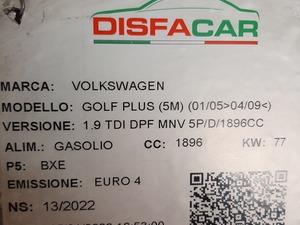 DISFACAR
MARCA: VOLKSWAGEN
MODELLO: GOLF PLUS (5M) (01/05>04/09<)
VERSIONE: 1.9 TDI DPF MNV 5P/D/1896CC
ALIM.: GASOLIO CC: 1896 KW: 77
P5: BXE
EMISSIONE: EURO 4
NS: 13/2022